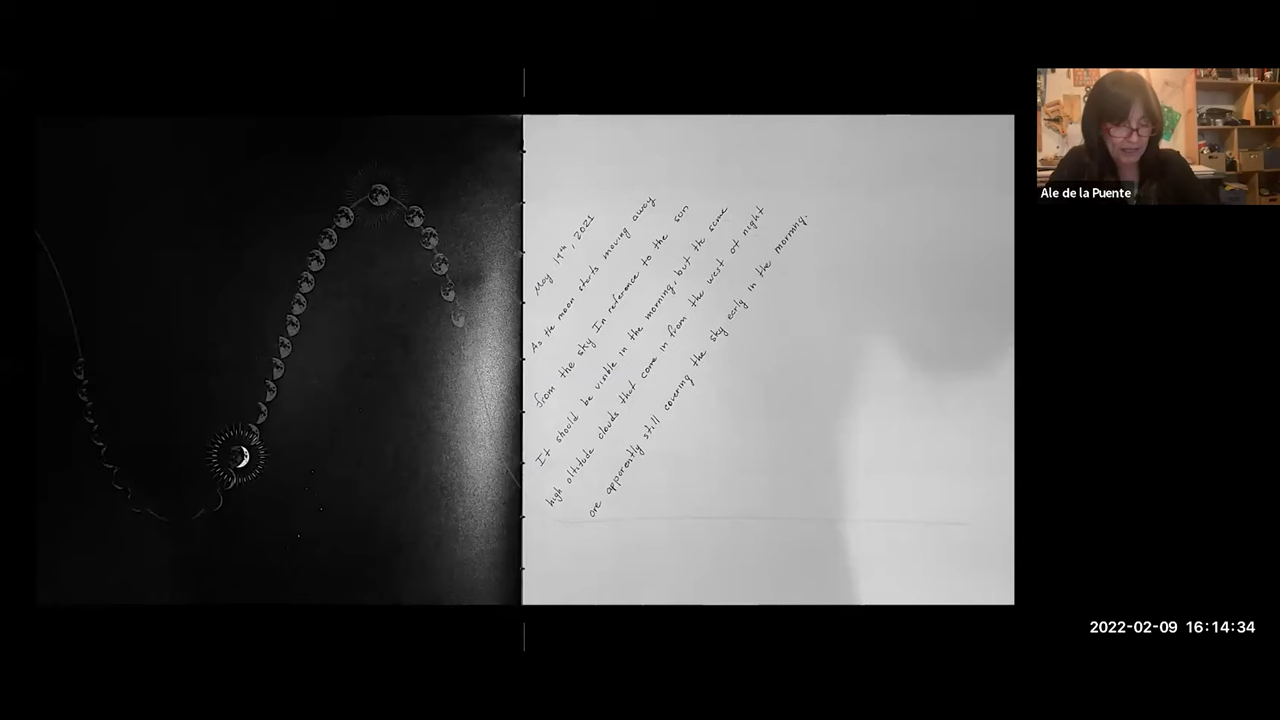 May 19th, 2021
As the moon starts moving away
from the sky In reference to the sun
It should be visible in the morning, but the same
high altitude clouds that come in from the west at night
are apparently still covering the sky early in the morning.
Ale de la Puente
2022-02-09 16:14:34